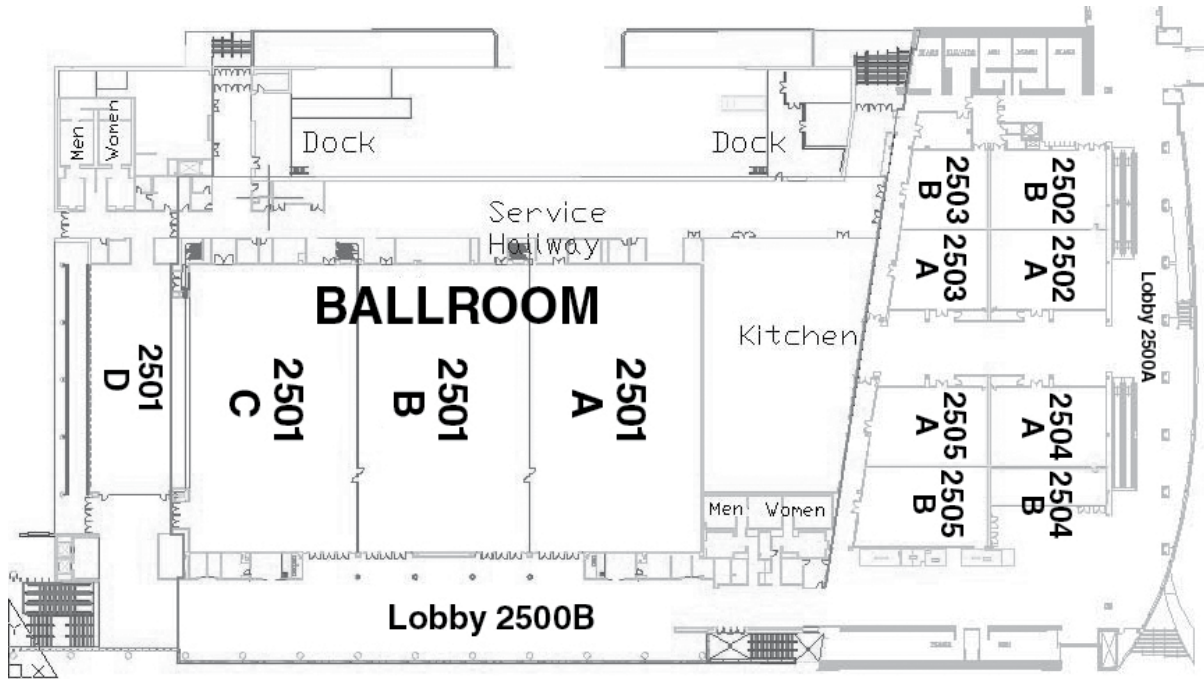 Men
Women
Dock
Dock
Service
Hallway
BALLROOM
2501
D
2501
C
2501
B
2501
A
Kitchen
Men Women
Lobby 2500B
2503
B
2502
B
2503
A
2502
A
Lobby 2500A
2505
A
2504
A
2505
B
2504
B